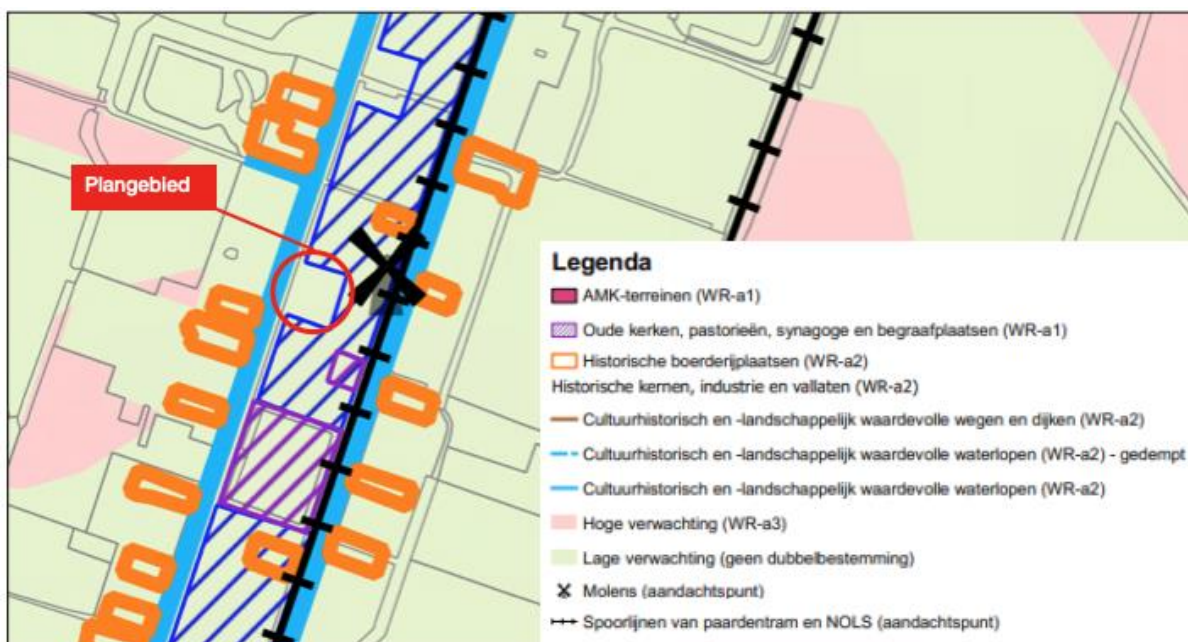 Plangebied
Legenda
AMK-terreinen (WR-a1)
Oude kerken, pastorieën, synagoge en begraafplaatsen (WR-a1)
Historische boerderijplaatsen (WR-a2)
Historische kernen, industrie en vallaten (WR-a2)
Cultuurhistorisch en -landschappelijk waardevolle wegen en dijken (WR-a2)
Cultuurhistorisch en -landschappelijk waardevolle waterlopen (WR-a2) - gedempt
Cultuurhistorisch en -landschappelijk waardevolle waterlopen (WR-a2)
Hoge verwachting (WR-a3)
Lage verwachting (geen dubbelbestemming)
Molens (aandachtspunt)
Spoorlijnen van paardentram en NOLS (aandachtspunt)